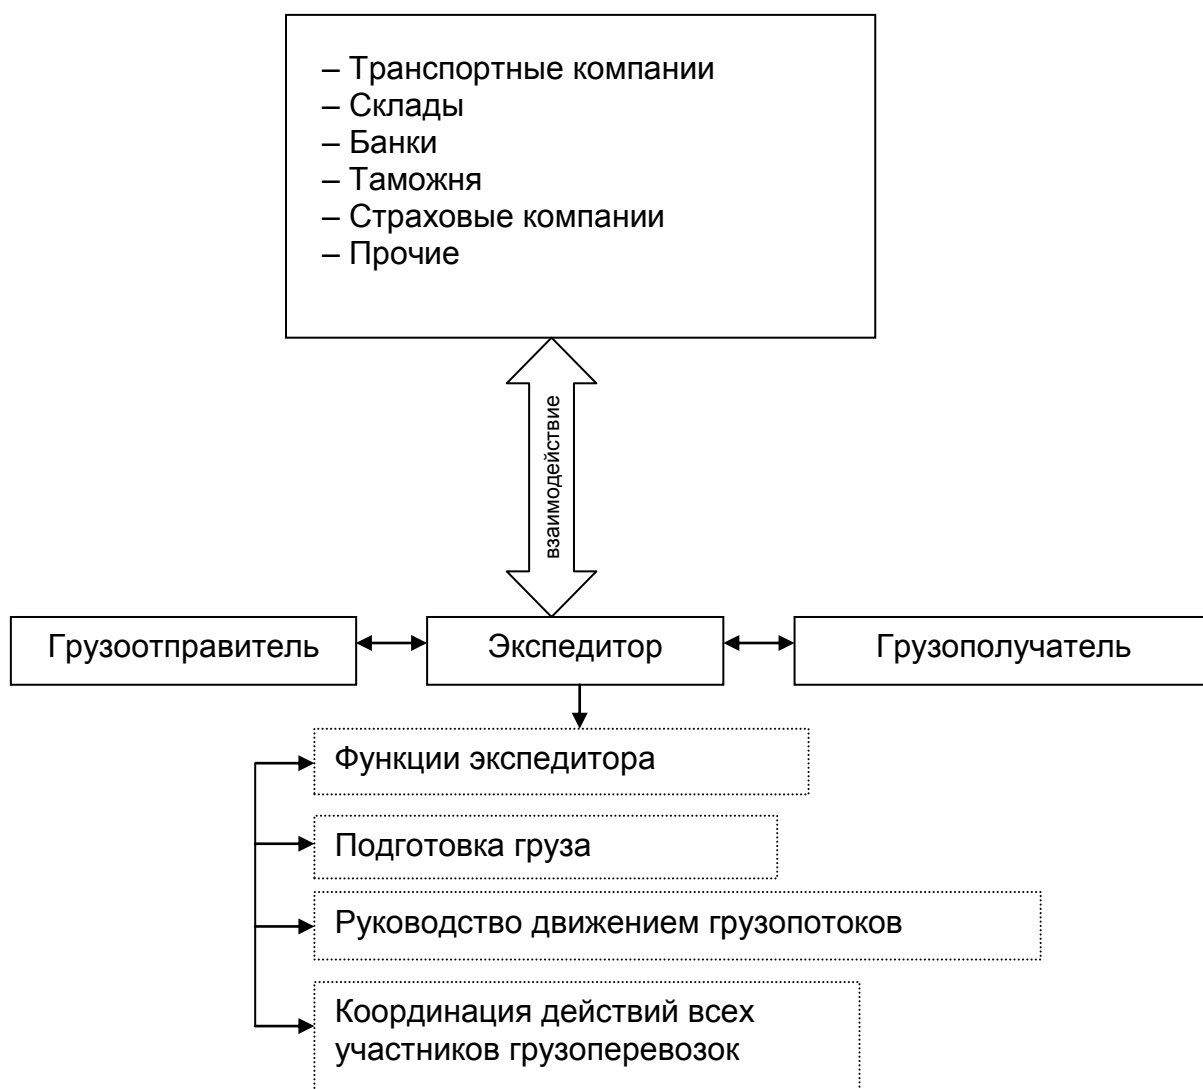 – Транспортные компании
– Склады
– Банки
– Таможня
– Страховые компании
– Прочие
взаимодействие
Грузоотправитель
Экспедитор
Грузополучатель
Функции экспедитора
Подготовка груза
Руководство движением грузопотоков
Координация действий всех
участников грузоперевозок